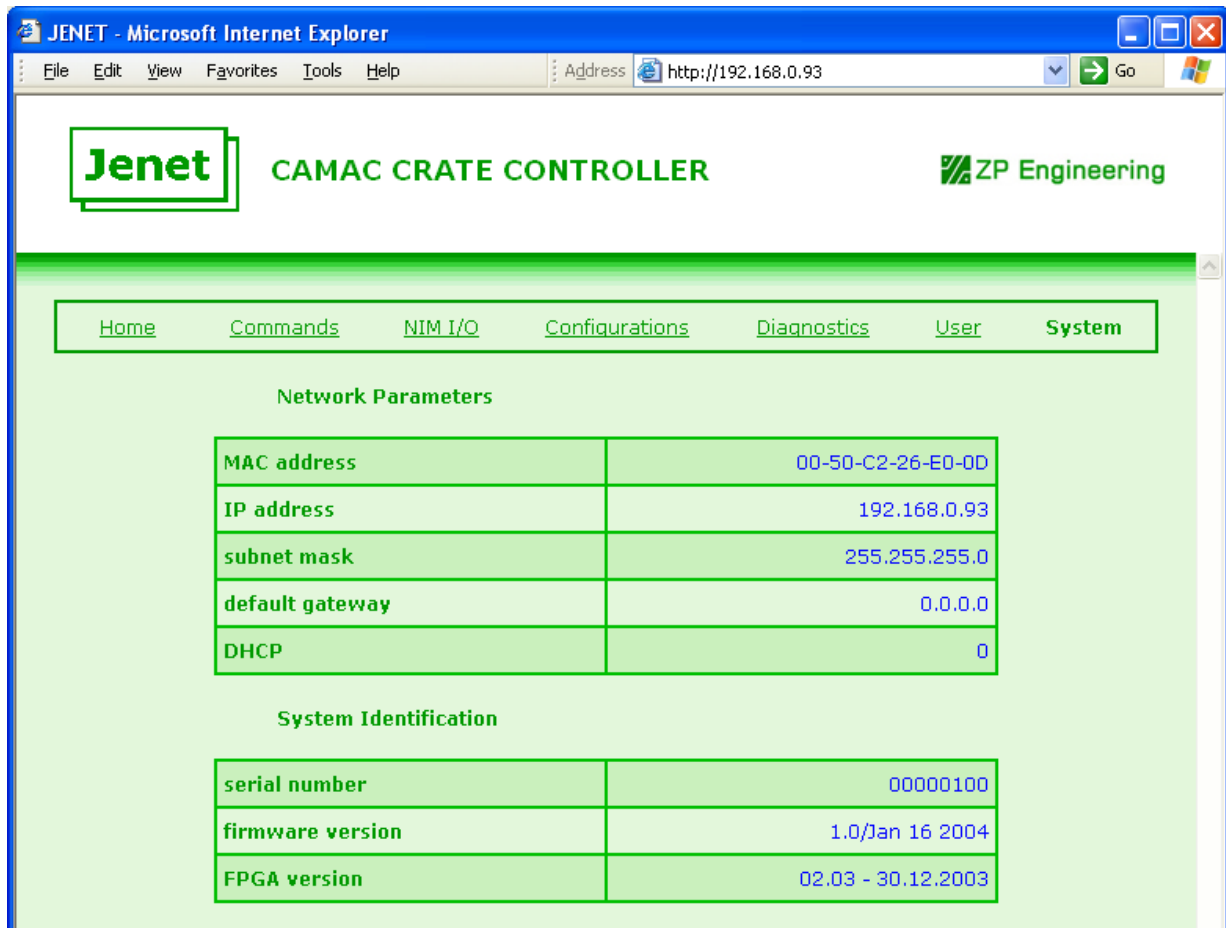 JENET - Microsoft Internet Explorer
File Edit View Favorites Tools Help Address http://192.168.0.93 Go
Jenet CAMAC CRATE CONTROLLER ZP Engineering
Home Commands NIM I/O Configurations Diagnostics User System
Network Parameters
MAC address 00-50-C2-26-E0-0D
IP address 192.168.0.93
subnet mask 255.255.255.0
default gateway 0.0.0.0
DHCP 0
System Identification
serial number 00000100
firmware version 1.0/Jan 16 2004
FPGA version 02.03 - 30.12.2003